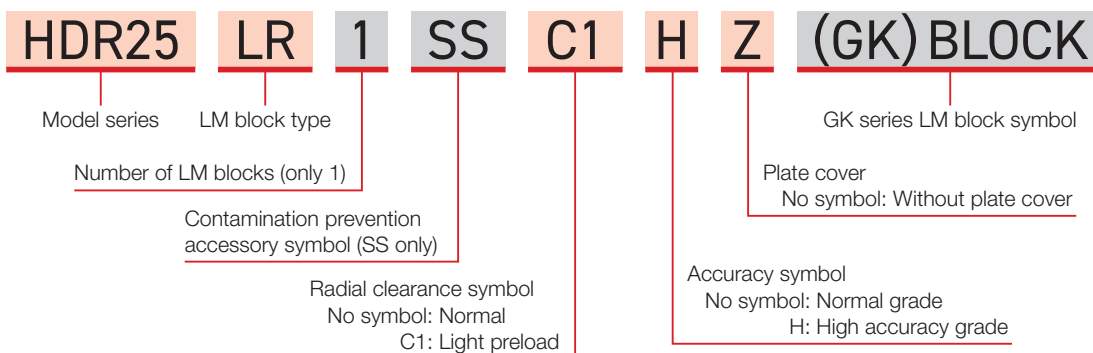 HDR25 LR 1 SS C1 H Z (GK) BLOCK
Model series
LM block type
GK series LM block symbol
Number of LM blocks (only 1)
Plate cover
No symbol: Without plate cover
Contamination prevention
accessory symbol (SS only)
Radial clearance symbol
No symbol: Normal
C1: Light preload
Accuracy symbol
No symbol: Normal grade
H: High accuracy grade